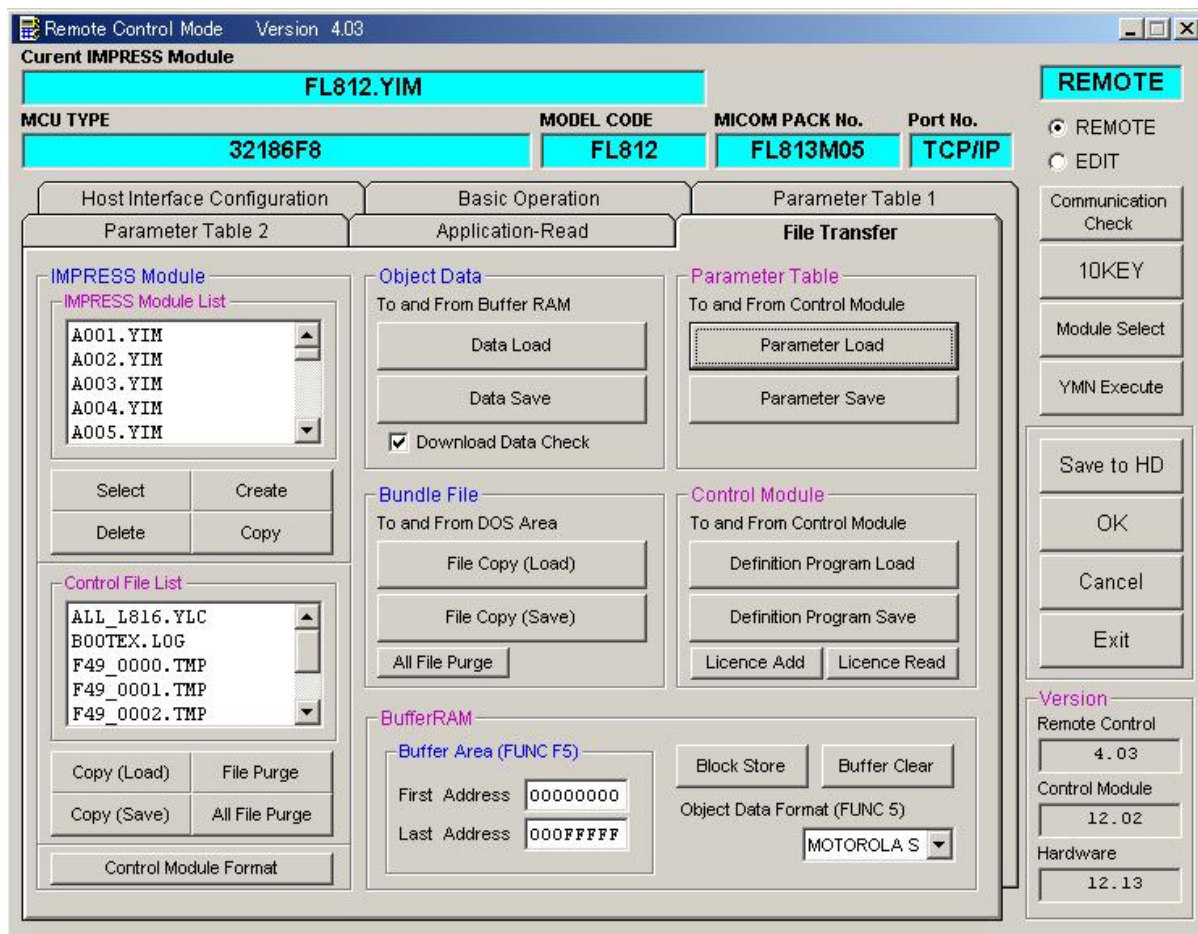 Remote Control Mode Version 4.03
Curent IMPRESS Module
FL812.YIM
REMOTE
MCU TYPE MODEL CODE MICOM PACK No. Port No.
32186F8 FL812 FL813M05 TCP/IP
REMOTE
EDIT
Host Interface Configuration Basic Operation Parameter Table 1
Parameter Table 2 Application-Read File Transfer
IMPRESS Module
IMPRESS Module List
A001.YIM
A002.YIM
A003.YIM
A004.YIM
A005.YIM
Select Create
Delete Copy
Control File List
ALL_L816.YLC
BOOTEX.LOG
F49_0000.TMP
F49_0001.TMP
F49_0002.TMP
Copy (Load) File Purge
Copy (Save) All File Purge
Control Module Format
Object Data
To and From Buffer RAM
Data Load
Data Save
Download Data Check
Parameter Table
To and From Control Module
Parameter Load
Parameter Save
Bundle File
To and From DOS Area
File Copy (Load)
File Copy (Save)
All File Purge
Control Module
To and From Control Module
Definition Program Load
Definition Program Save
Licence Add Licence Read
BufferRAM
Buffer Area (FUNC F5)
First Address 00000000
Last Address 000FFFFF
Block Store Buffer Clear
Object Data Format (FUNC 5)
MOTOROLA S
Communication
Check
10KEY
Module Select
YMN Execute
Save to HD
OK
Cancel
Exit
Version
Remote Control
4.03
Control Module
12.02
Hardware
12.13